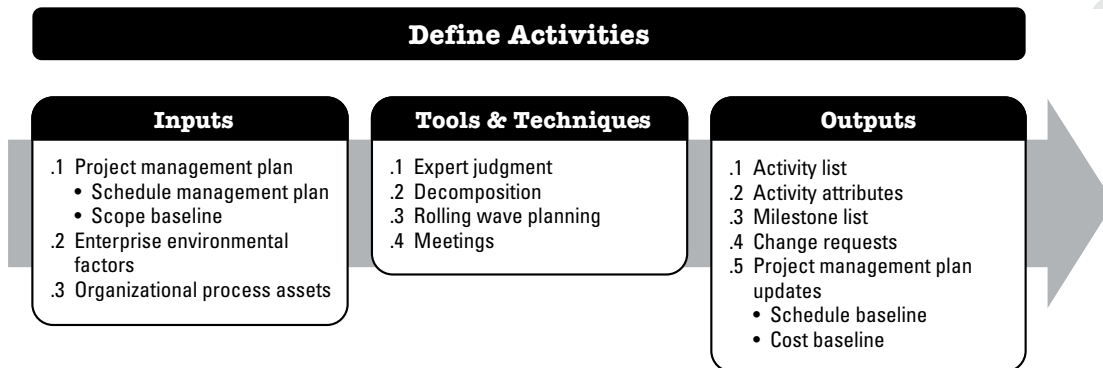 Define Activities
Inputs
.1 Project management plan
• Schedule management plan
• Scope baseline
.2 Enterprise environmental
factors
.3 Organizational process assets
Tools & Techniques
.1 Expert judgment
.2 Decomposition
.3 Rolling wave planning
.4 Meetings
Outputs
.1 Activity list
.2 Activity attributes
.3 Milestone list
.4 Change requests
.5 Project management plan
updates
• Schedule baseline
• Cost baseline